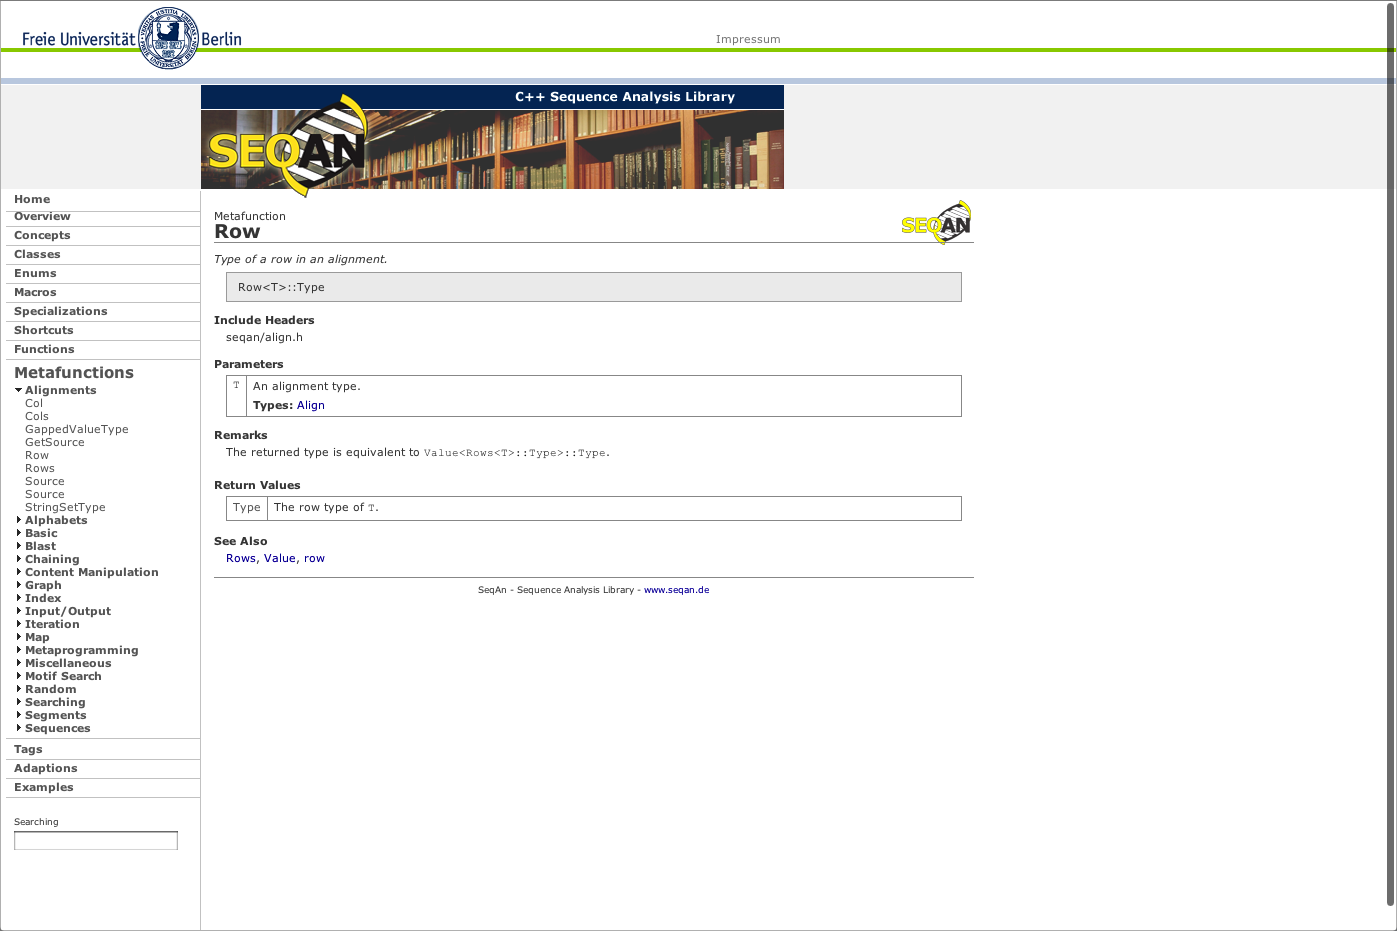 Freie Universität Berlin
Impressum
C++ Sequence Analysis Library
SEQAN
Home
Overview
Concepts
Classes
Enums
Macros
Specializations
Shortcuts
Functions
Metafunctions
Alignments
Col
Cols
GappedValueType
GetSource
Row
Rows
Source
Source
StringSetType
Alphabets
Basic
Blast
Chaining
Content Manipulation
Graph
Index
Input/Output
Iteration
Map
Metaprogramming
Miscellaneous
Motif Search
Random
Searching
Segments
Sequences
Tags
Adaptions
Examples
Searching
Metafunction
Row
SEQAN
Type of a row in an alignment.
Row<T>::Type
Include Headers
seqan/align.h
Parameters
T An alignment type.
Types: Align
Remarks
The returned type is equivalent to Value<Rows<T>::Type>::Type.
Return Values
Type The row type of T.
See Also
Rows, Value, row
SeqAn - Sequence Analysis Library - www.seqan.de